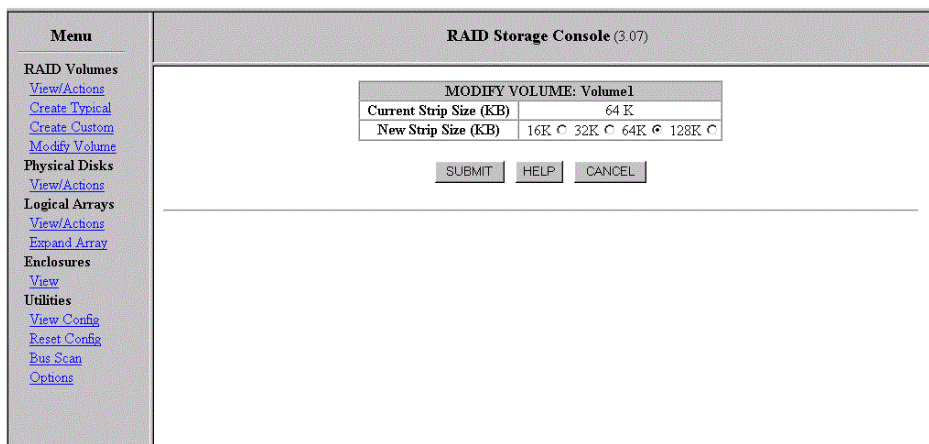 Menu
RAID Volumes
View/Actions
Create Typical
Create Custom
Modify Volume
Physical Disks
View/Actions
Logical Arrays
View/Actions
Expand Array
Enclosures
View
Utilities
View Config
Reset Config
Bus Scan
Options
RAID Storage Console (3.07)
MODIFY VOLUME: Volume1
Current Strip Size (KB) 64 K
New Strip Size (KB) 16K 32K 64K 128K
SUBMIT HELP CANCEL